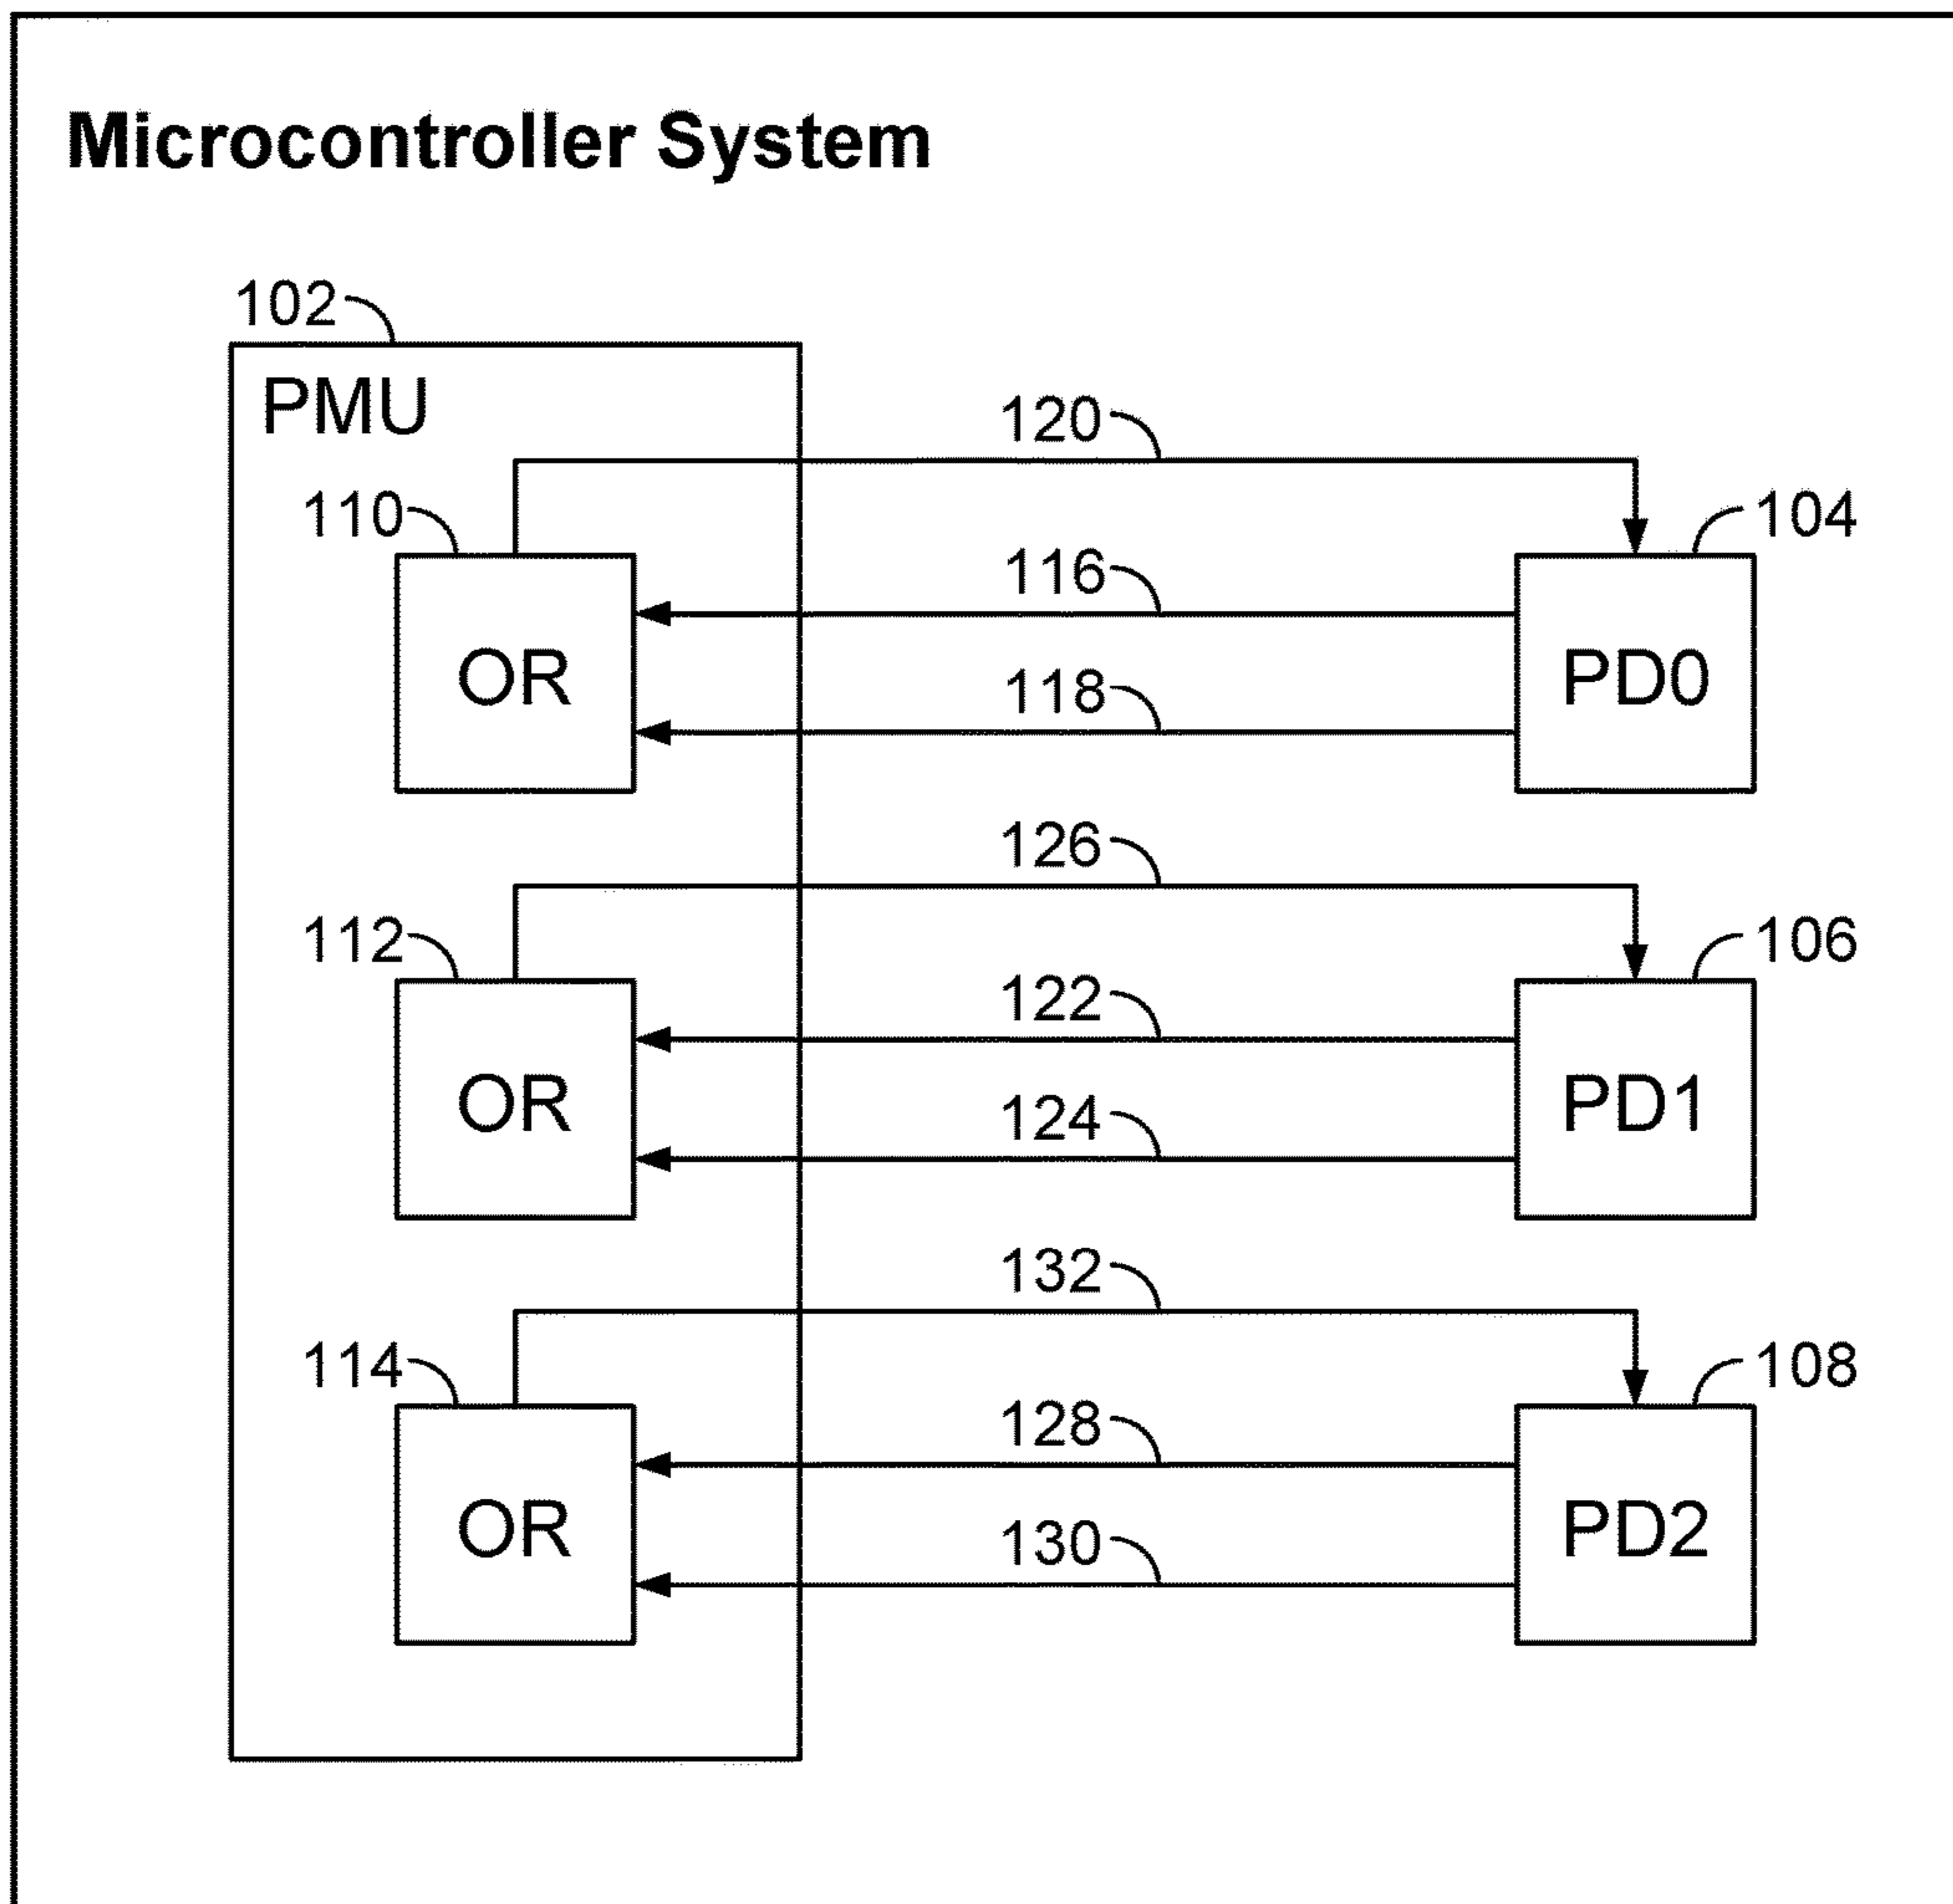 Microcontroller System
102
PMU
120
110
104
116
OR
PD0
118
126
112
106
122
OR
PD1
124
132
114
108
128
OR
PD2
130